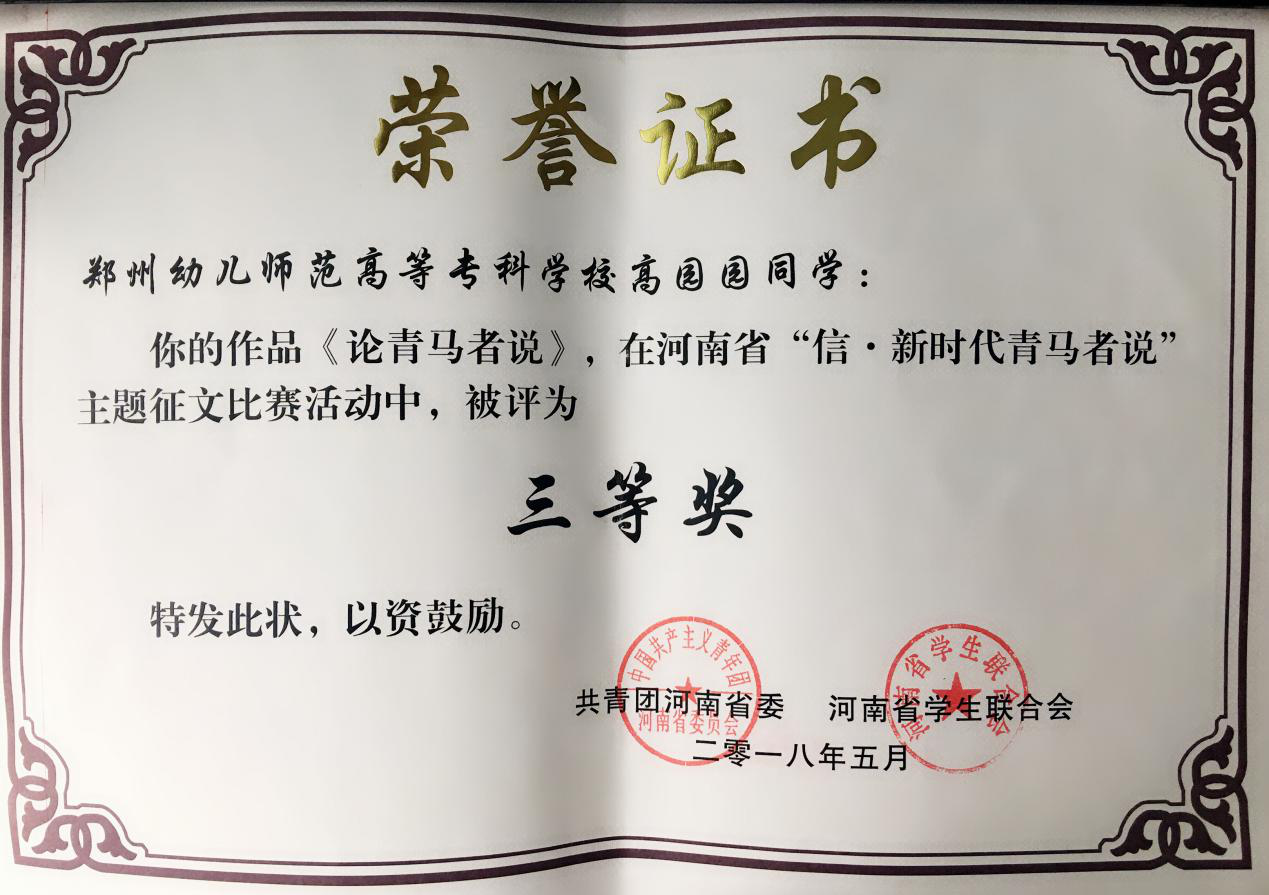 荣誉证书
郑州幼儿师范高等专科学校高园园同学：
你的作品《论青马者说》，在河南省“信·新时代青马者说”
主题征文比赛活动中，被评为
三等奖
特发此状，以资鼓励。
中国共产主义青年团
河南省委员会
河南省学生联合会
共青团河南省委 河南省学生联合会
二零一八年五月